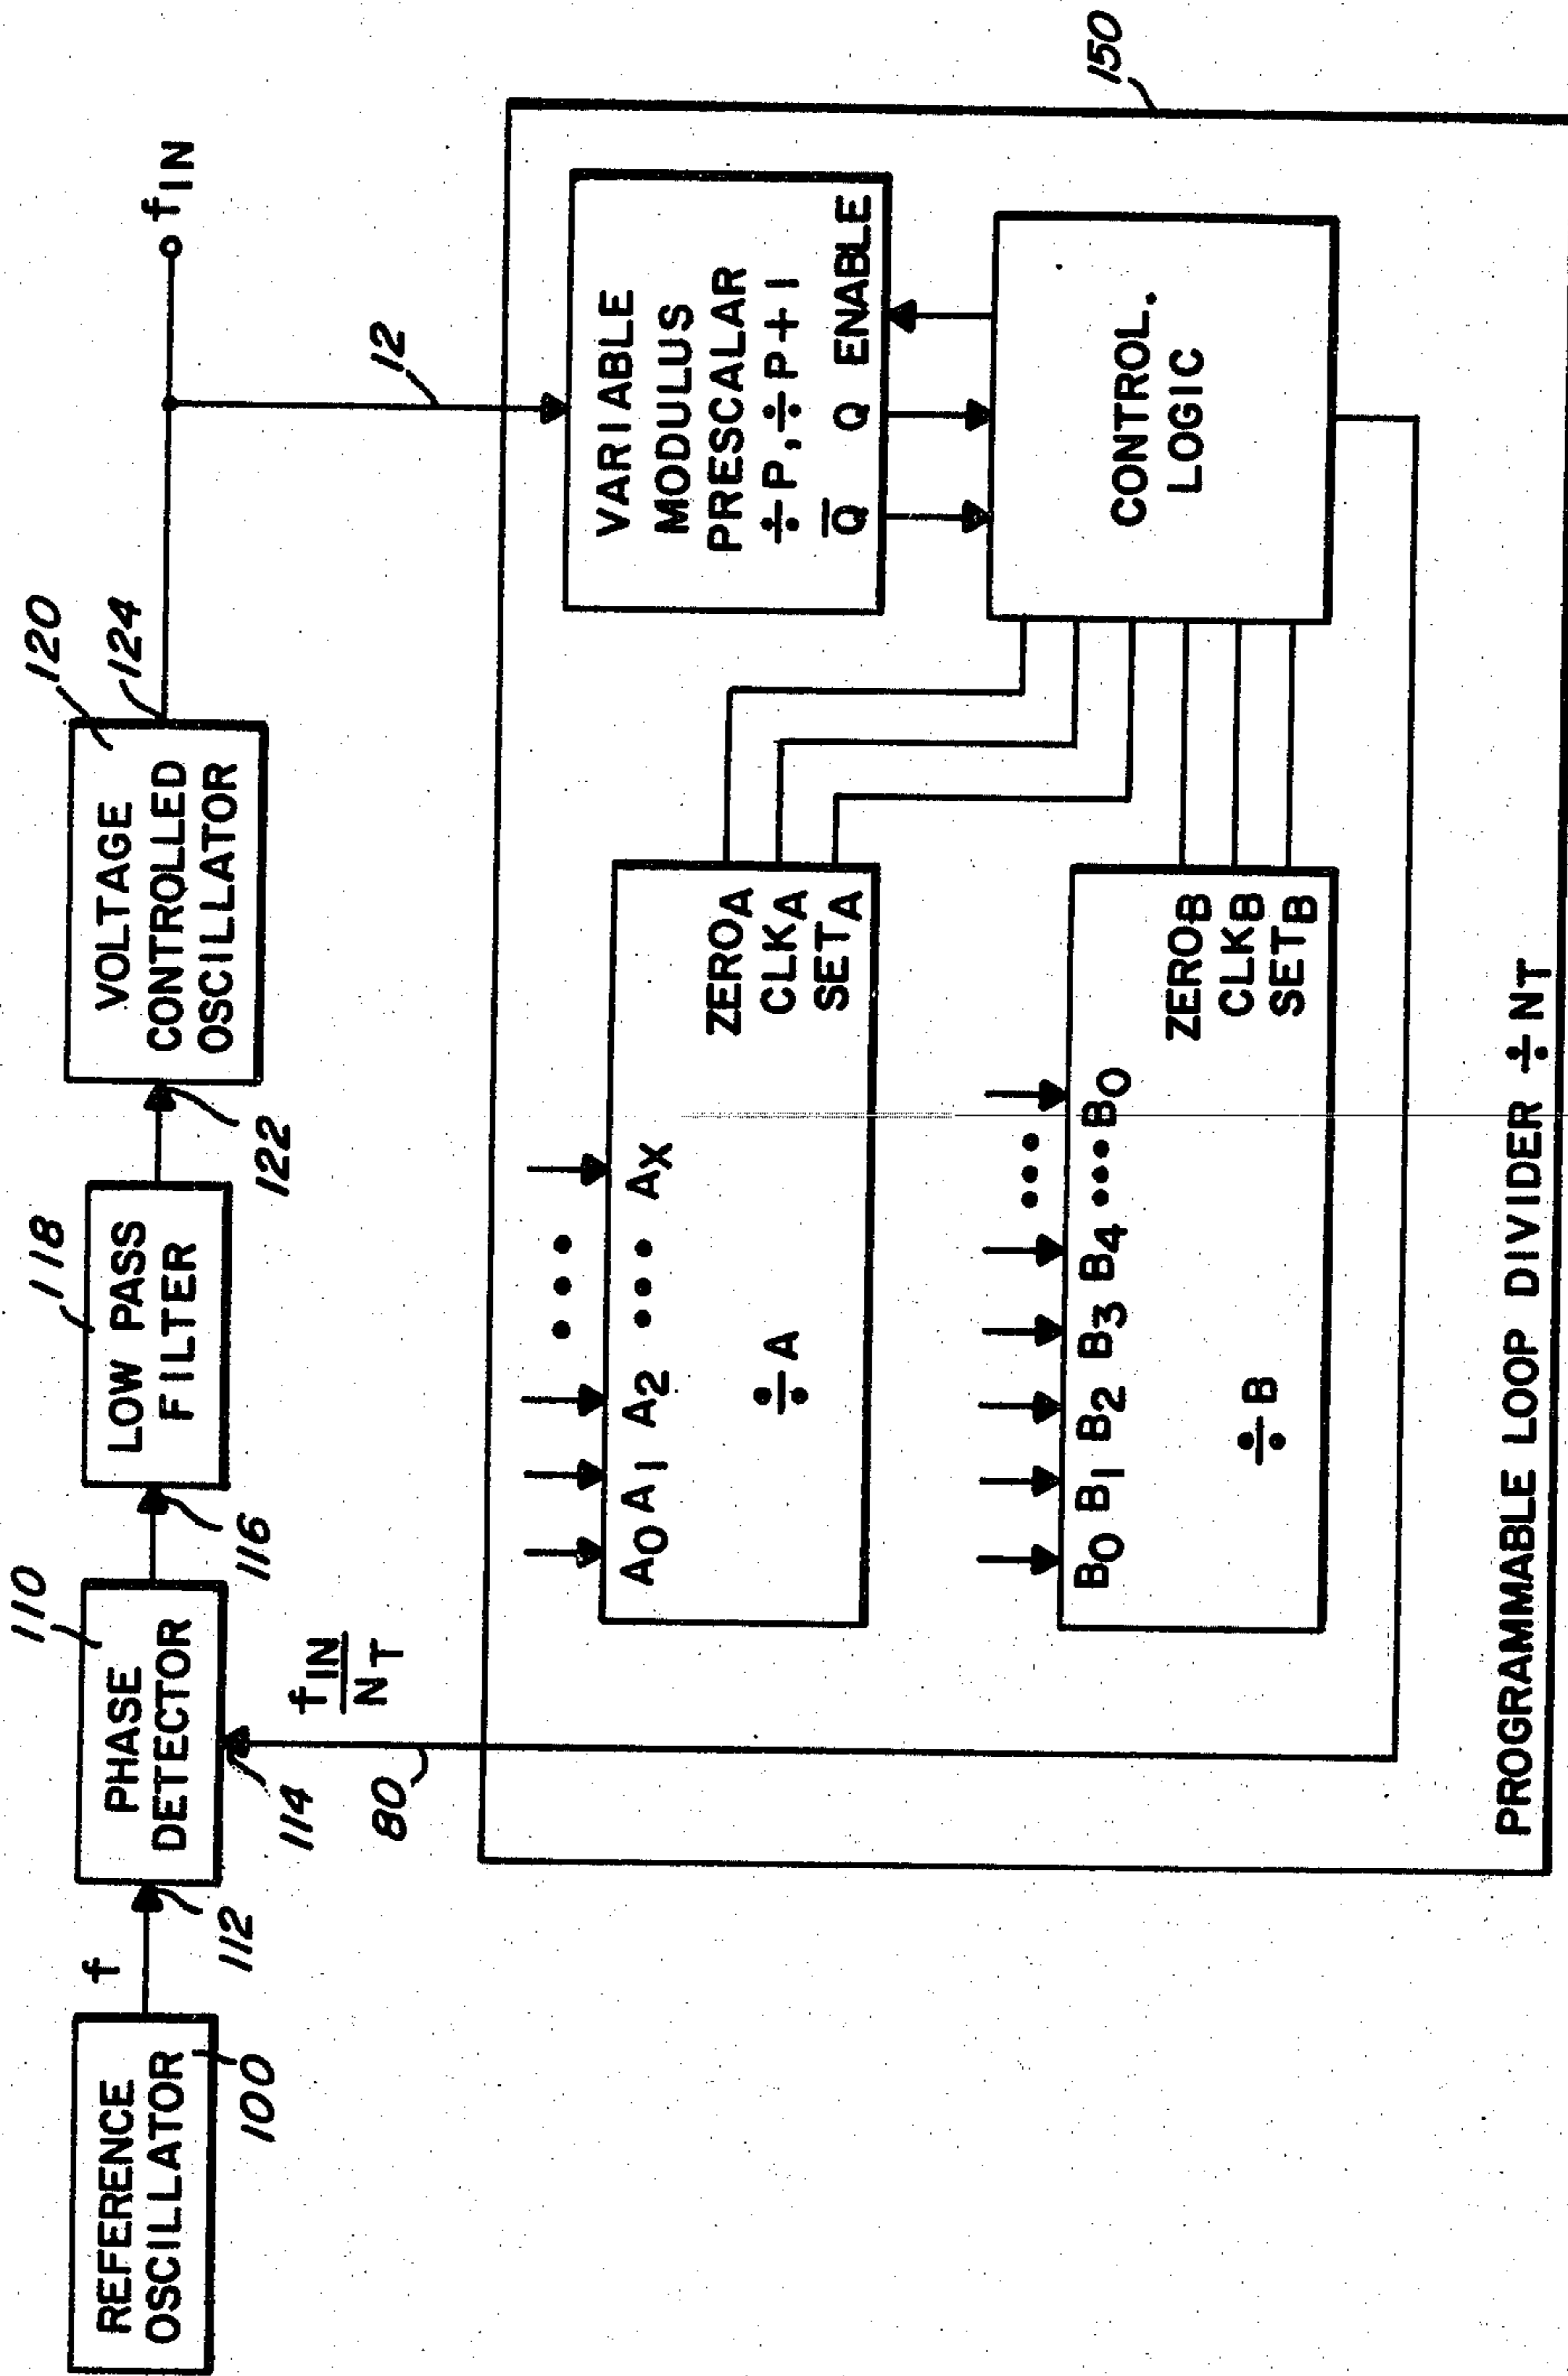 REFERENCE
OSCILLATOR
100
f
112
PHASE
DETECTOR
110
114
116
LOW PASS
FILTER
118
122
VOLTAGE
CONTROLLED
OSCILLATOR
120
124
fIN
12
fIN
NT
80
VARIABLE
MODULUS
PRESCALAR
÷P,÷P+1
Q̅ Q ENABLE
CONTROL.
LOGIC
A0 A1 A2 ••• AX
÷A
ZEROA
CLKA
SETA
B0 B1 B2 B3 B4 •••B0
÷B
ZEROB
CLKB
SETB
PROGRAMMABLE LOOP DIVIDER ÷NT
150